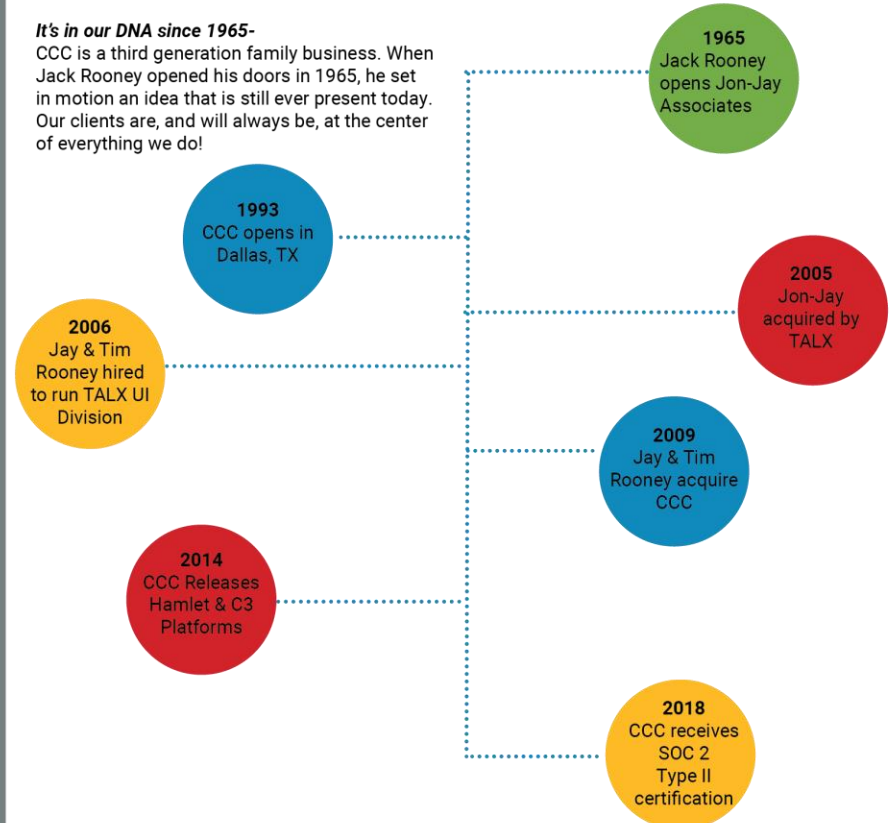 It's in our DNA since 1965-
CCC is a third generation family business. When
Jack Rooney opened his doors in 1965, he set
in motion an idea that is still ever present today.
Our clients are, and will always be, at the center
of everything we do!
1965
Jack Rooney
opens Jon-Jay
Associates
1993
CCC opens in
Dallas, TX
2005
Jon-Jay
acquired by
TALX
2006
Jay & Tim
Rooney hired
to run TALX UI
Division
2009
Jay & Tim
Rooney acquire
CCC
2014
CCC Releases
Hamlet & C3
Platforms
2018
CCC receives
SOC 2
Type II
certification